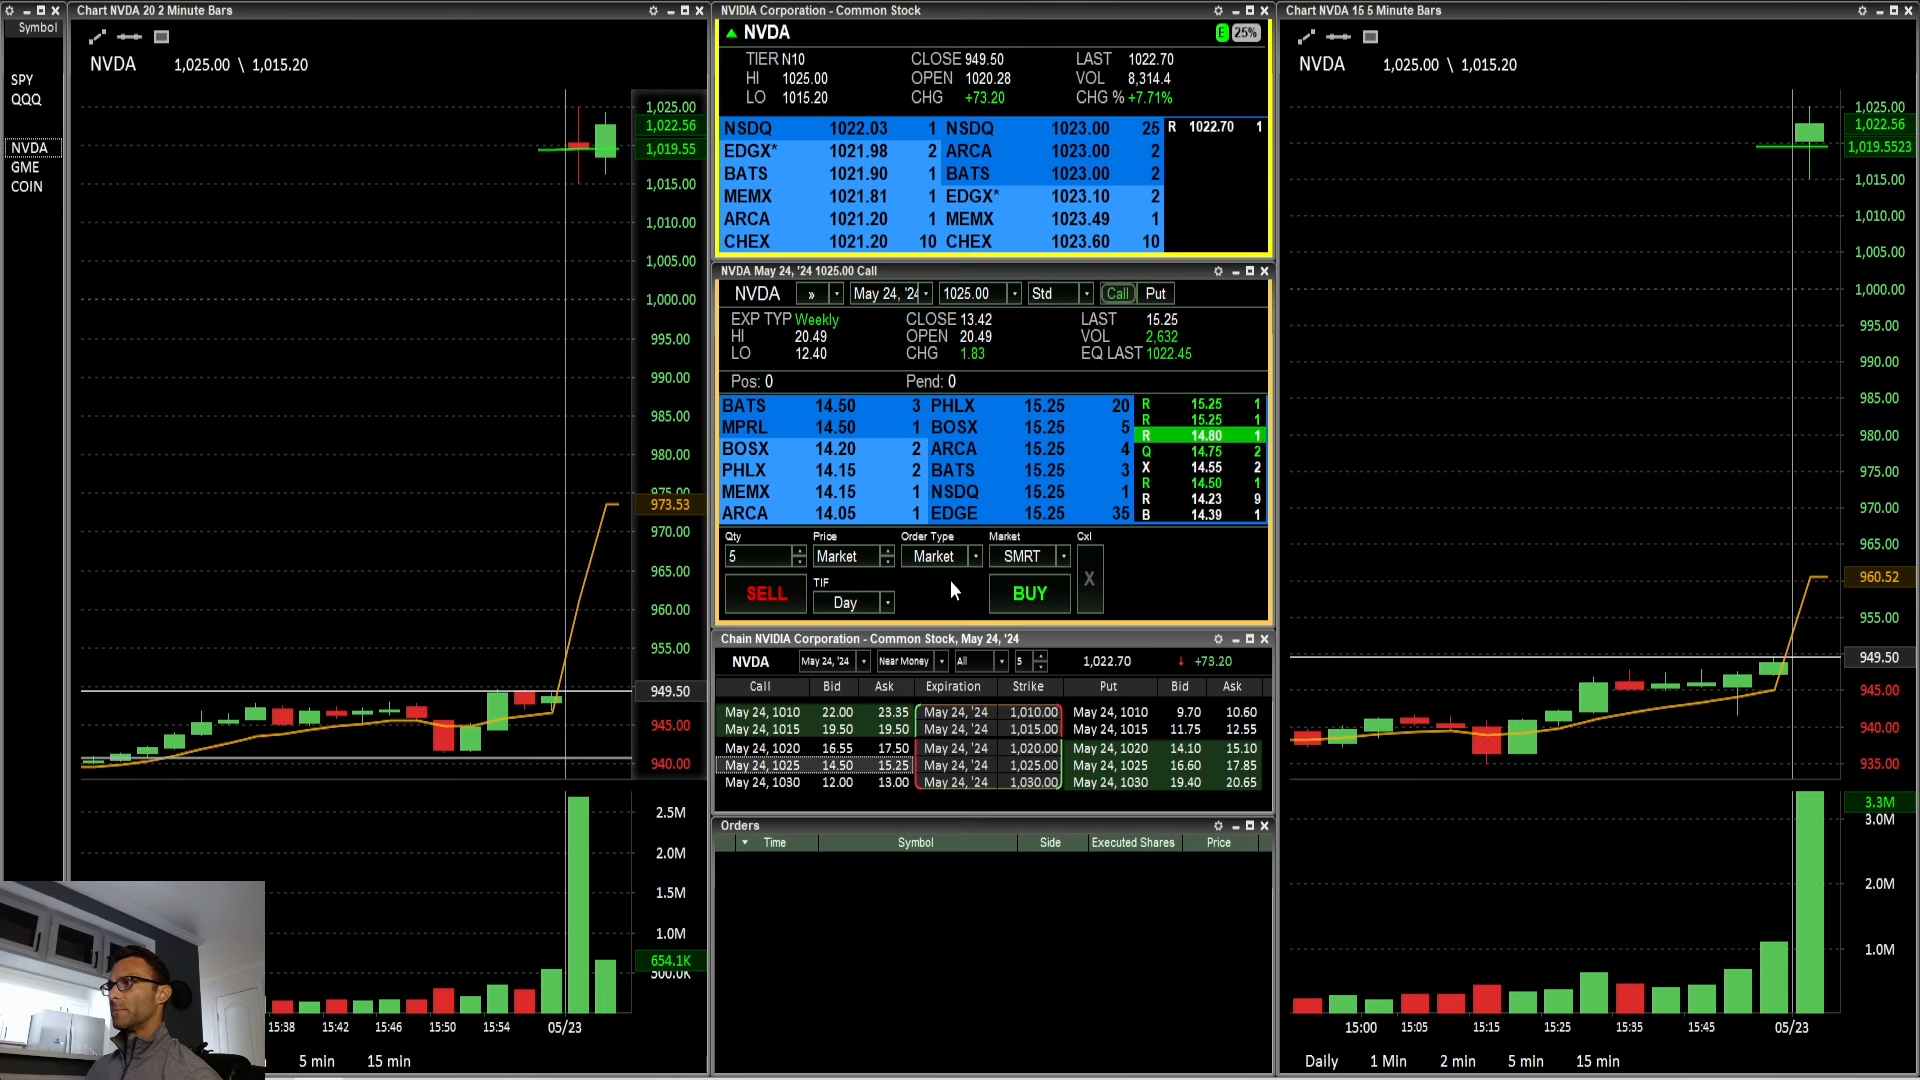 Symbol
SPY
QQQ
NVDA
GME
COIN
Chart NVDA 20 2 Minute Bars
NVDA 1,025.00 \ 1,015.20
1,025.00
1,022.56
1,019.55
1,015.00
1,010.00
1,005.00
1,000.00
995.00
990.00
985.00
980.00
975.00
973.53
970.00
965.00
960.00
955.00
949.50
945.00
940.00
2.5M
2.0M
1.5M
1.0M
654.1K
500.0K
15:38 15:42 15:46 15:50 15:54 05/23
5 min 15 min
NVIDIA Corporation - Common Stock
NVDA E 25%
TIER N10 CLOSE 949.50 LAST 1022.70
HI 1025.00 OPEN 1020.28 VOL 8,314.4
LO 1015.20 CHG +73.20 CHG % +7.71%
NSDQ 1022.03 1 NSDQ 1023.00 25 R 1022.70 1
EDGX* 1021.98 2 ARCA 1023.00 2
BATS 1021.90 1 BATS 1023.00 2
MEMX 1021.81 1 EDGX* 1023.10 2
ARCA 1021.20 1 MEMX 1023.49 1
CHEX 1021.20 10 CHEX 1023.60 10
NVDA May 24, '24 1025.00 Call
NVDA » May 24, '24 1025.00 Std Call Put
EXP TYP Weekly CLOSE 13.42 LAST 15.25
HI 20.49 OPEN 20.49 VOL 2,632
LO 12.40 CHG 1.83 EQ LAST 1022.45
Pos: 0 Pend: 0
BATS 14.50 3 PHLX 15.25 20
MPRL 14.50 1 BOSX 15.25 5
BOSX 14.20 2 ARCA 15.25 4
PHLX 14.15 2 BATS 15.25 3
MEMX 14.15 1 NSDQ 15.25 1
ARCA 14.05 1 EDGE 15.25 35
R 15.25 1
R 15.25 1
R 14.80 1
Q 14.75 2
X 14.55 2
R 14.50 1
R 14.23 9
B 14.39 1
Qty Price Order Type Market Cxl
5 Market Market SMRT X
SELL TIF Day BUY
Chain NVIDIA Corporation - Common Stock, May 24, '24
NVDA May 24, '24 Near Money All 5 1,022.70 +73.20
Call Bid Ask Expiration Strike Put Bid Ask
May 24, 1010 22.00 23.35 May 24, '24 1,010.00 May 24, 1010 9.70 10.60
May 24, 1015 19.50 19.50 May 24, '24 1,015.00 May 24, 1015 11.75 12.55
May 24, 1020 16.55 17.50 May 24, '24 1,020.00 May 24, 1020 14.10 15.10
May 24, 1025 14.50 15.25 May 24, '24 1,025.00 May 24, 1025 16.60 17.85
May 24, 1030 12.00 13.00 May 24, '24 1,030.00 May 24, 1030 19.40 20.65
Orders
Time Symbol Side Executed Shares Price
Chart NVDA 15 5 Minute Bars
NVDA 1,025.00 \ 1,015.20
1,025.00
1,022.56
1,019.5523
1,015.00
1,010.00
1,005.00
1,000.00
995.00
990.00
985.00
980.00
975.00
970.00
965.00
960.52
955.00
949.50
945.00
940.00
935.00
3.3M
3.0M
2.0M
1.0M
15:00 15:05 15:15 15:25 15:35 15:45 05/23
Daily 1 Min 2 min 5 min 15 min